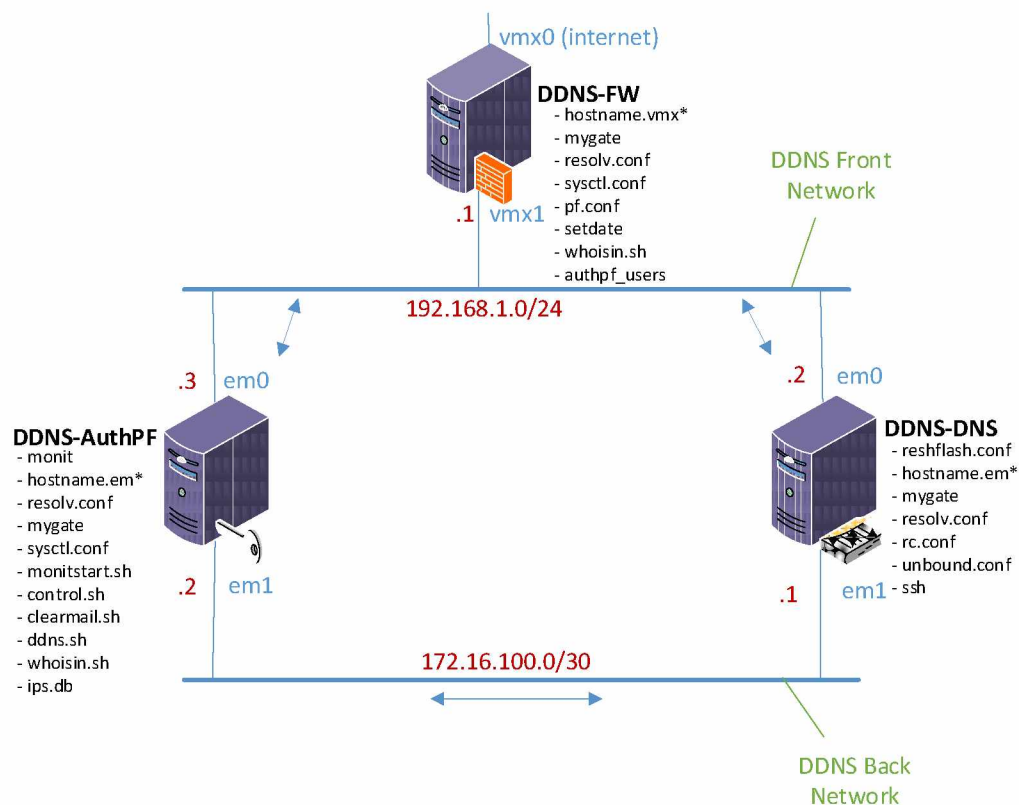 vmx0 (internet)
DDNS-FW
- hostname.vmx*
- mygate
- resolv.conf
- sysctl.conf
- pf.conf
- setdate
- whoisin.sh
- authpf_users
DDNS Front
Network
.1 vmx1
192.168.1.0/24
.3 em0
DDNS-AuthPF
- monit
- hostname.em*
- resolv.conf
- mygate
- sysctl.conf
- monitstart.sh
- control.sh
- clearmail.sh
- ddns.sh
- whoisin.sh
- ips.db
.2 em1
.2 em0
DDNS-DNS
- reshflash.conf
- hostname.em*
- mygate
- resolv.conf
- rc.conf
- unbound.conf
- ssh
.1 em1
172.16.100.0/30
DDNS Back
Network